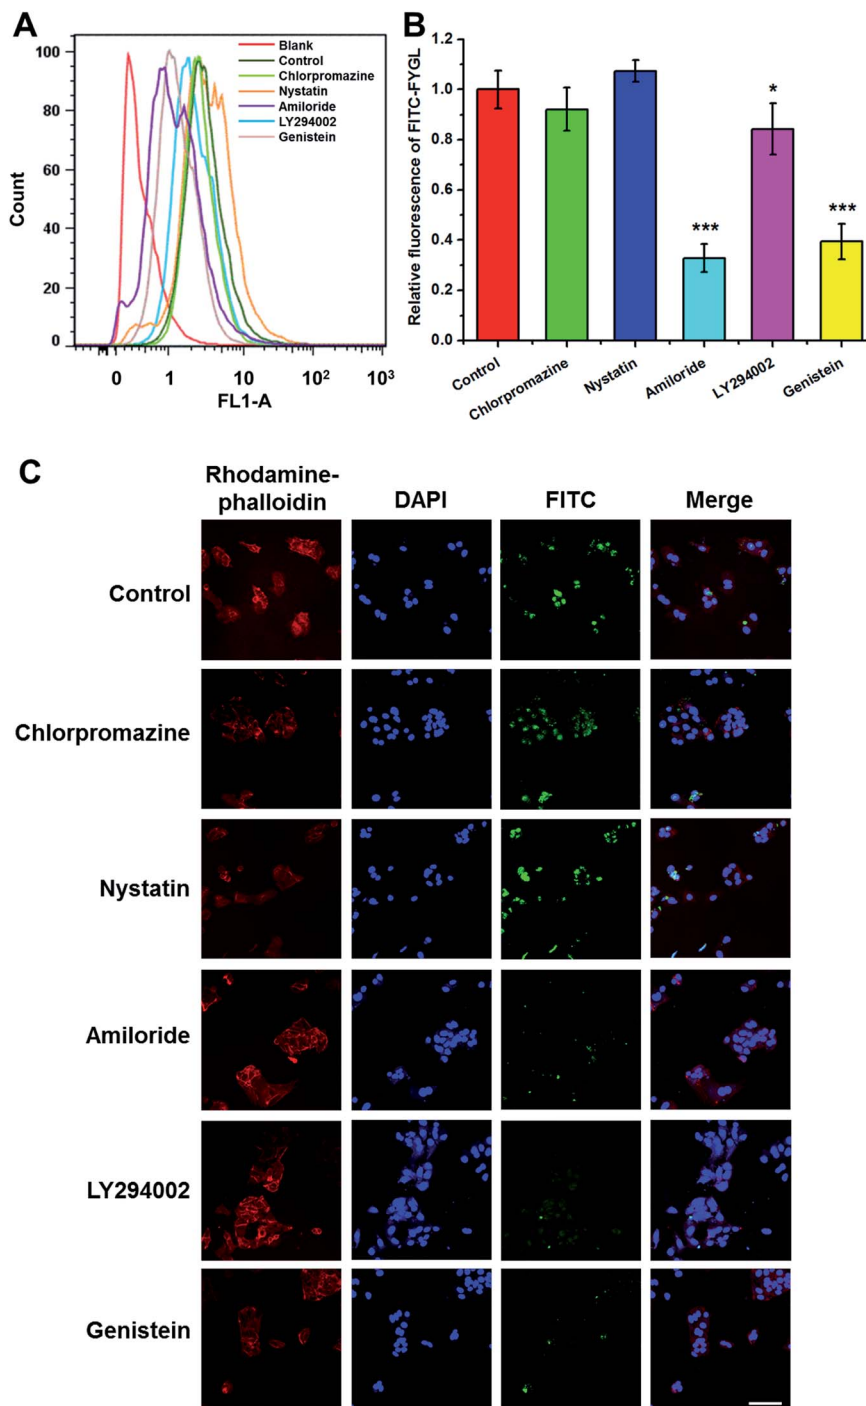 A
Blank
Control
Chlorpromazine
Nystatin
Amiloride
LY294002
Genistein
Count
100
80
60
40
20
0
0 1 10 10² 10³
FL1-A
B
Relative fluorescence of FITC-FYGL
1.2
1.0
0.8
0.6
0.4
0.2
0.0
***
*
***
Control
Chlorpromazine
Nystatin
Amiloride
LY294002
Genistein
C
Rhodamine-
phalloidin
DAPI
FITC
Merge
Control
Chlorpromazine
Nystatin
Amiloride
LY294002
Genistein